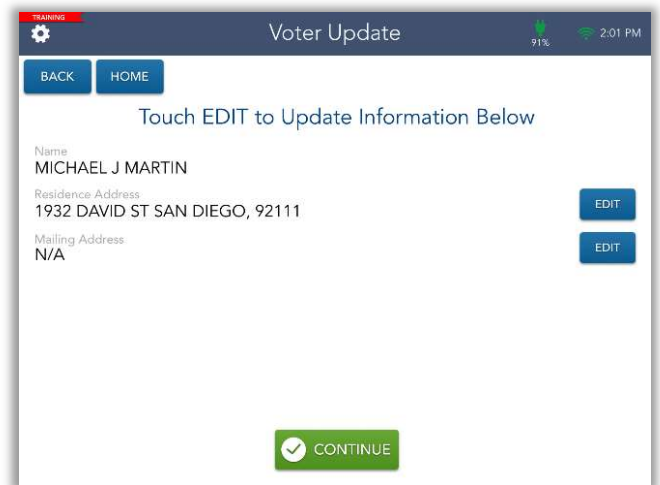 TRAINING
Voter Update
91%
2:01 PM
BACK
HOME
Touch EDIT to Update Information Below
Name
MICHAEL J MARTIN
Residence Address
1932 DAVID ST SAN DIEGO, 92111
EDIT
Mailing Address
N/A
EDIT
CONTINUE